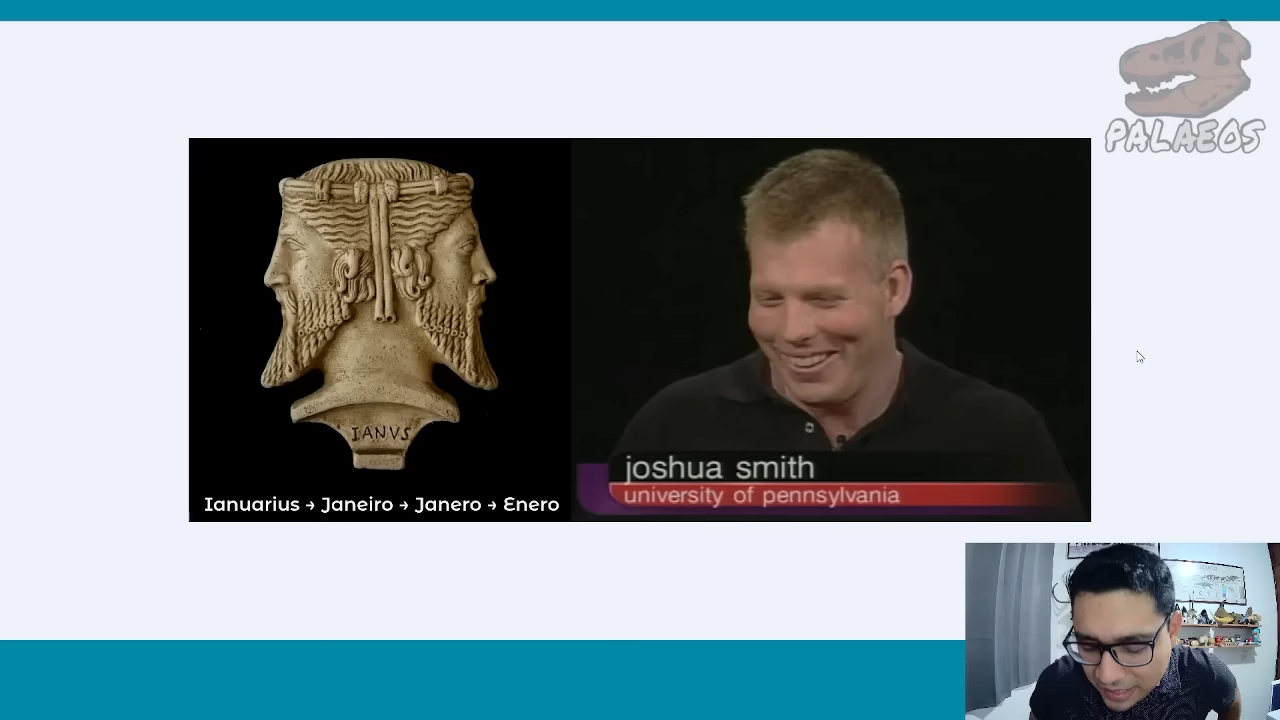 PALAEOS
IANVS
Ianuarius → Janeiro → Janero → Enero
joshua smith
university of pennsylvania